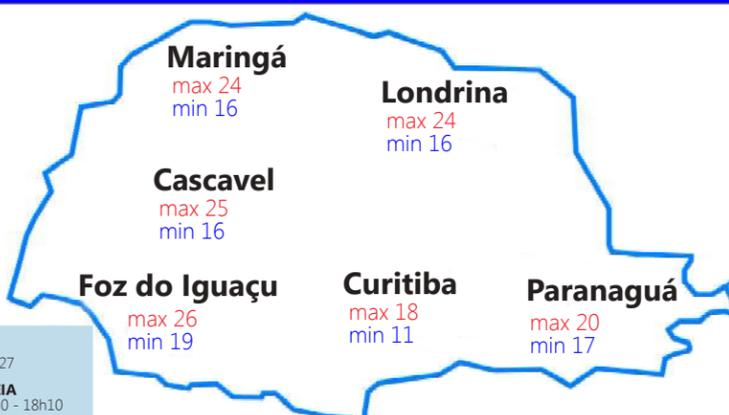 Maringá
max 24
min 16
Londrina
max 24
min 16
Cascavel
max 25
min 16
Foz do Iguaçu
max 26
min 19
Curitiba
max 18
min 11
Paranaguá
max 20
min 17
27
0 - 18h10